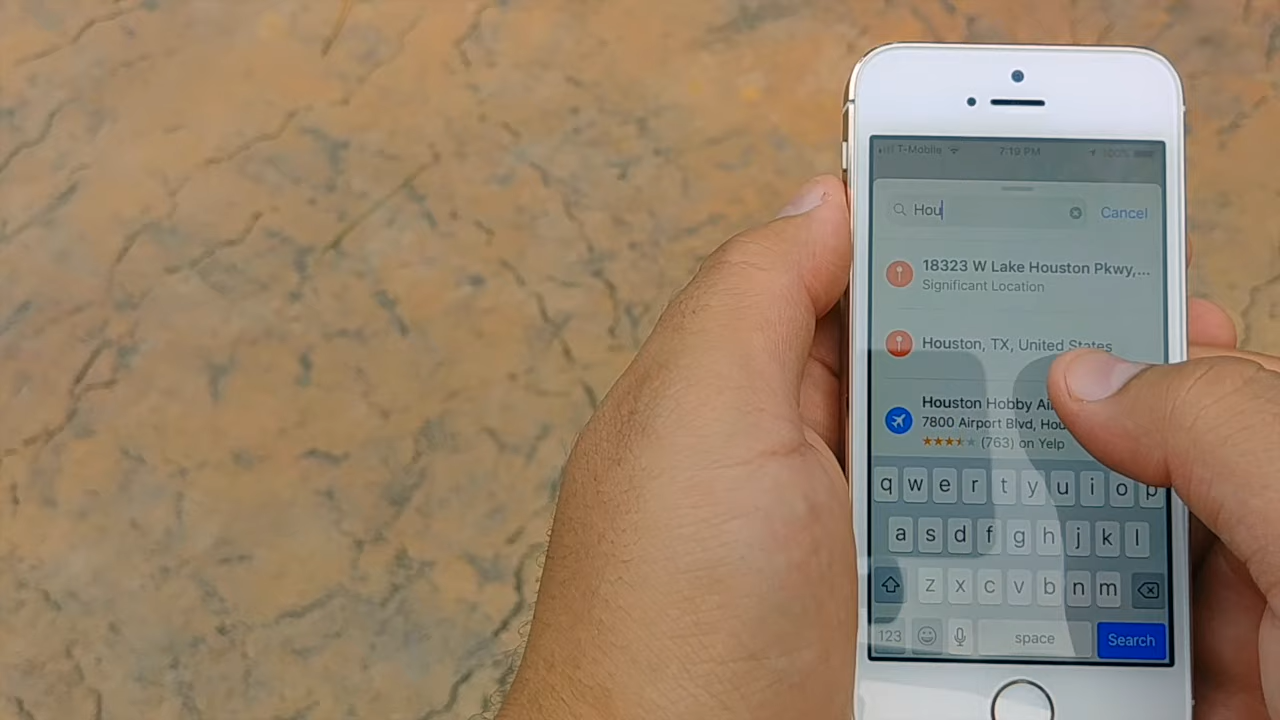 T-Mobile 7:19 PM 100%
Hou
Cancel
18323 W Lake Houston Pkwy,...
Significant Location
Houston, TX, United States
Houston Hobby Ai
7800 Airport Blvd, Hou
(763) on Yelp
q w e r t y u i o p
a s d f g h j k l
z x c v b n m
123 space Search